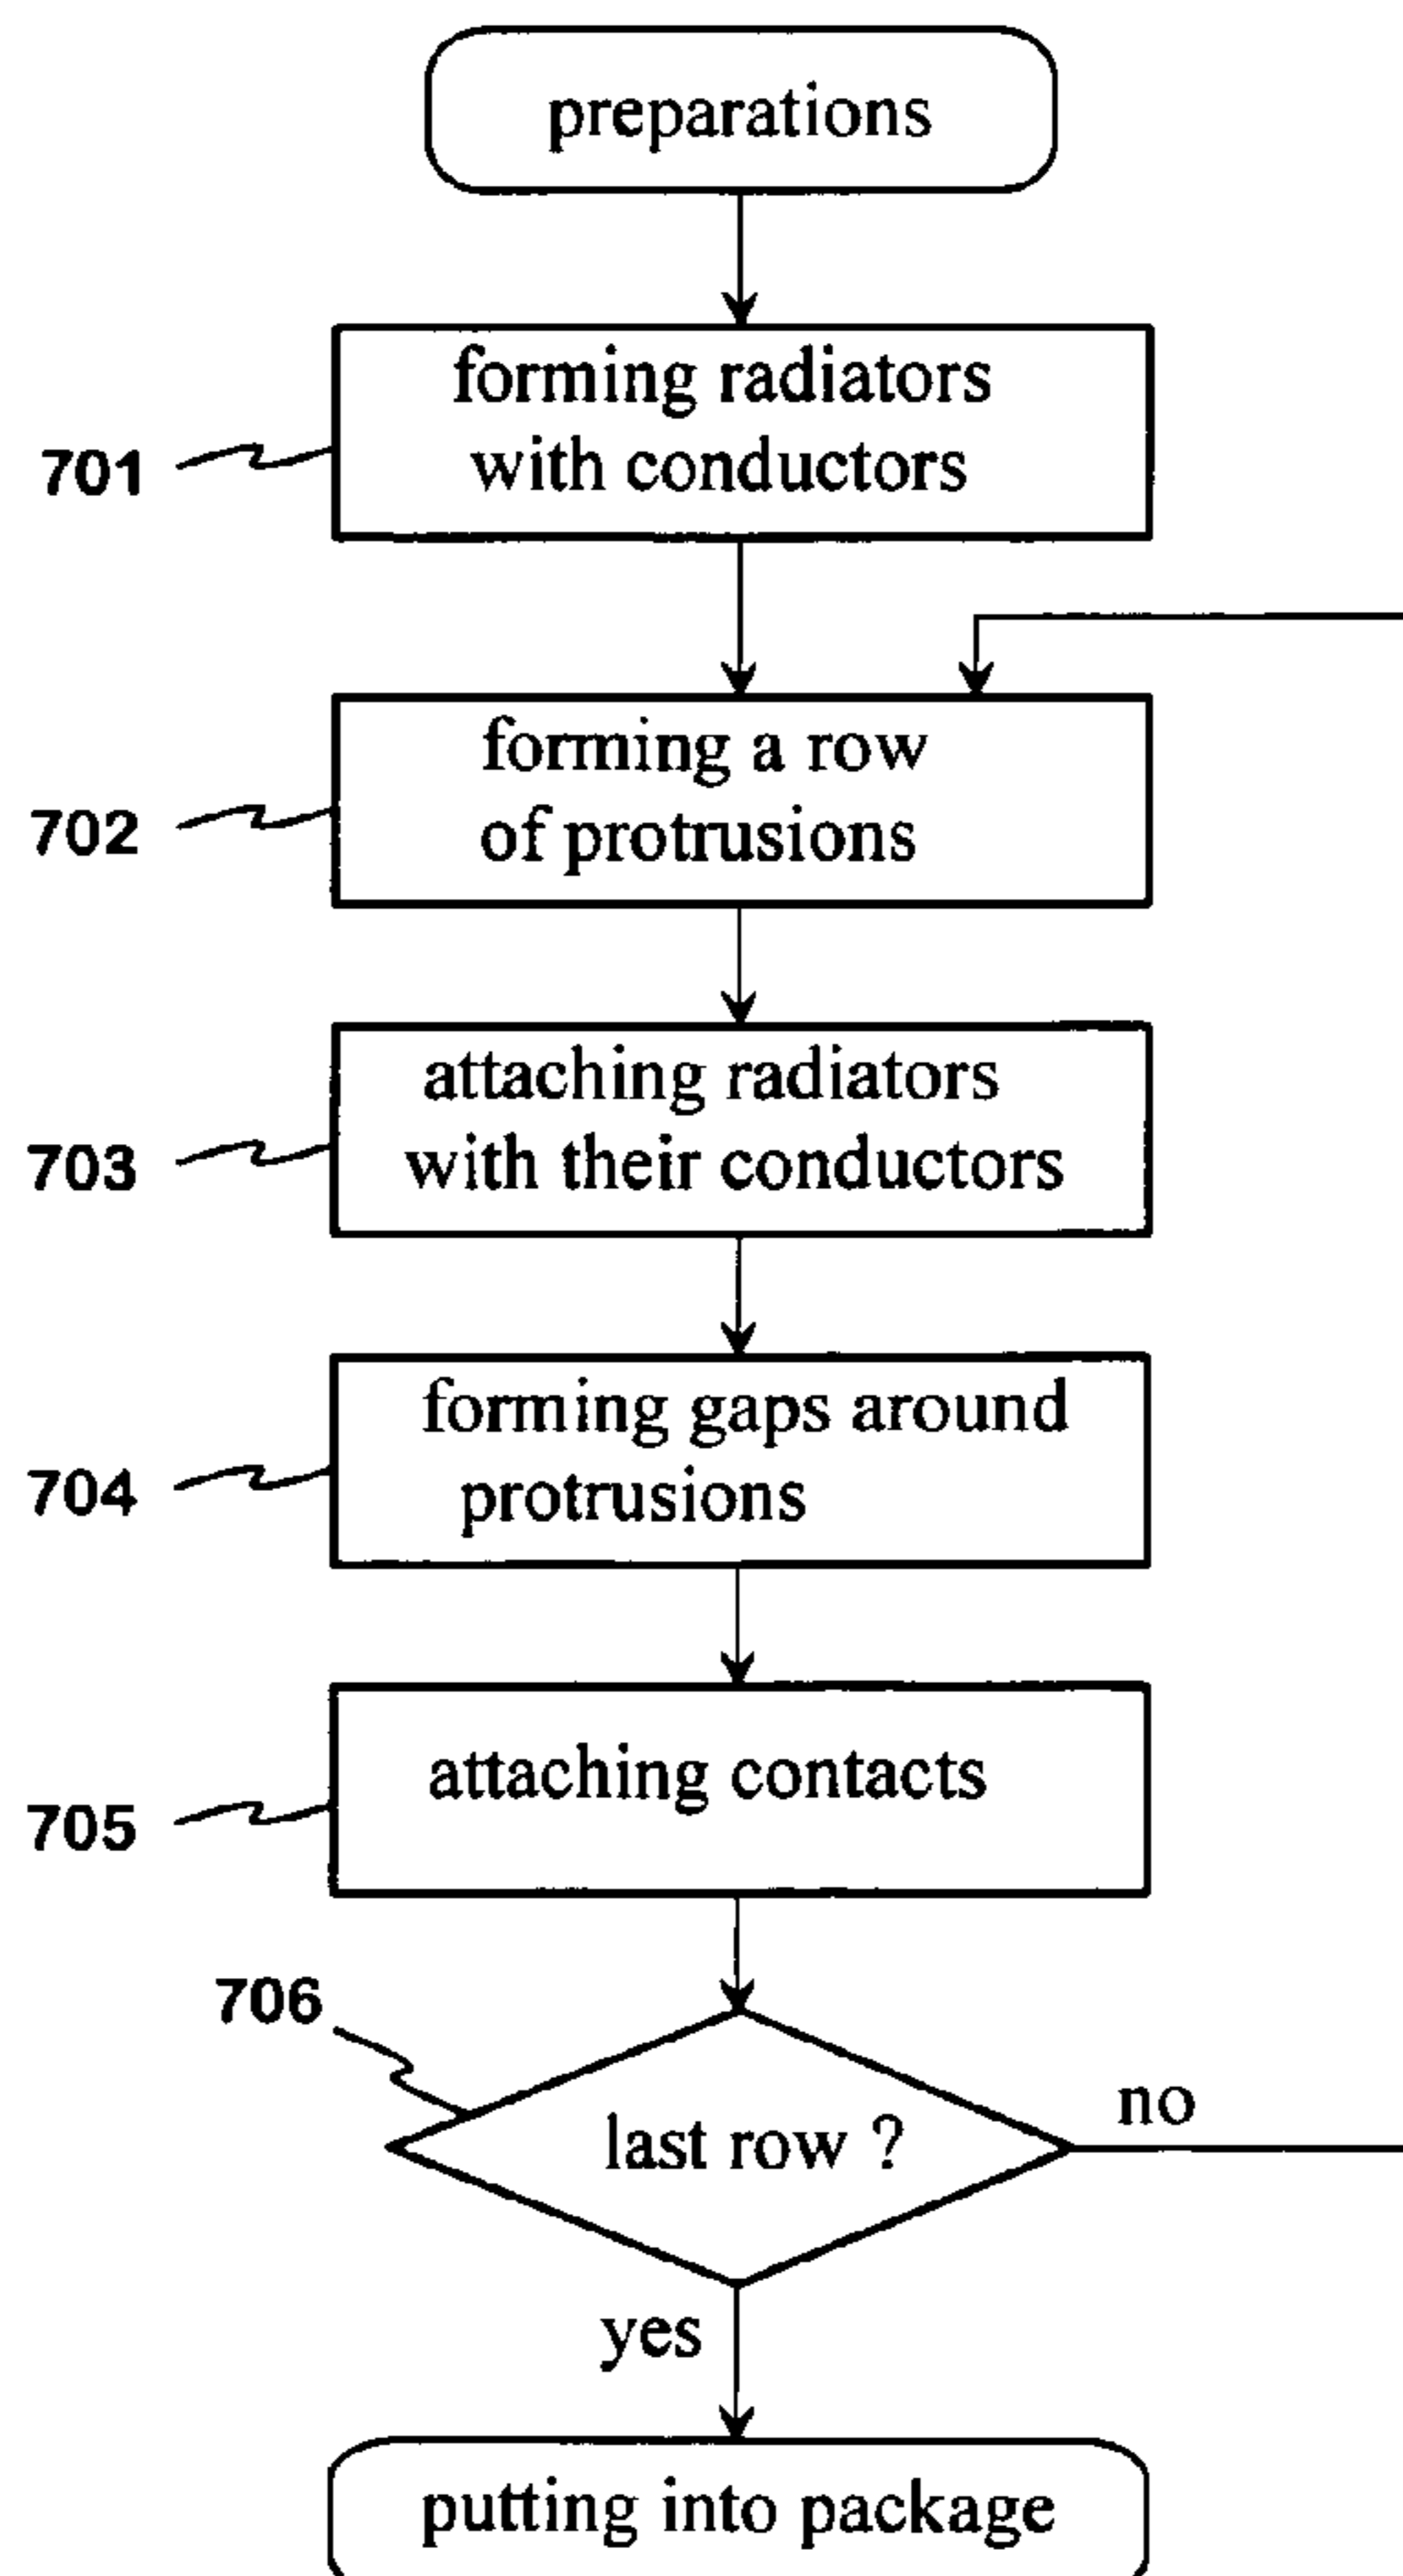 preparations
701
forming radiators
with conductors
702
forming a row
of protrusions
703
attaching radiators
with their conductors
704
forming gaps around
protrusions
705
attaching contacts
706
last row ?
no
yes
putting into package